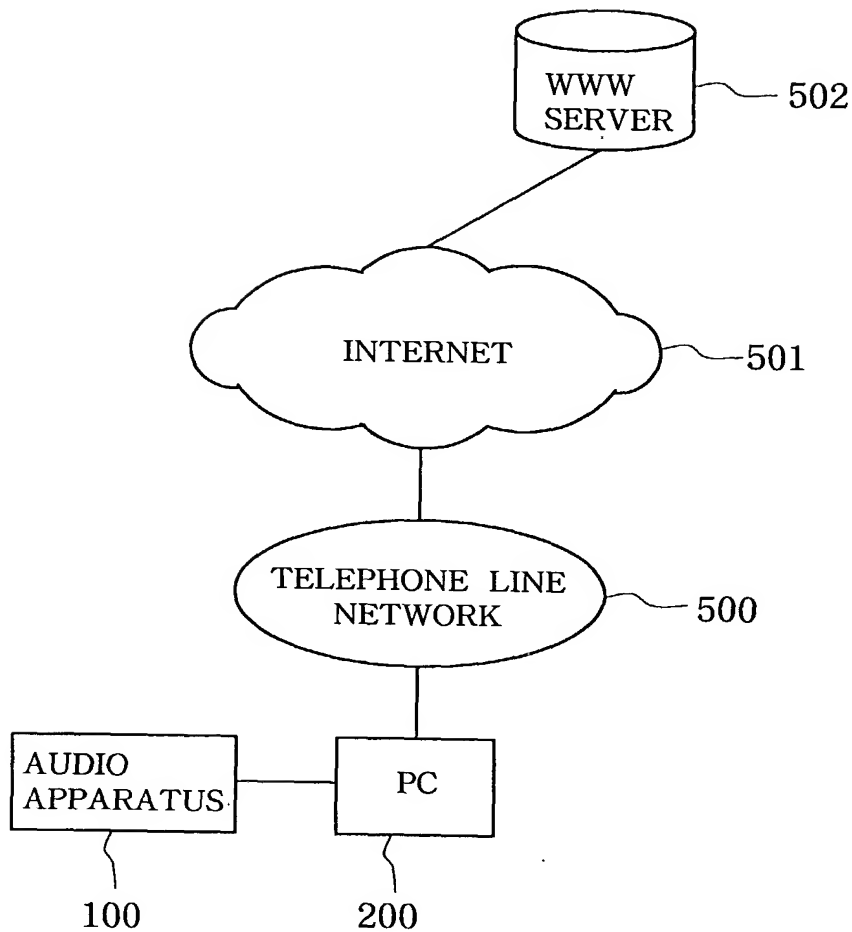 WWW
SERVER
502
INTERNET
501
TELEPHONE LINE
NETWORK
500
AUDIO
APPARATUS
PC
100
200